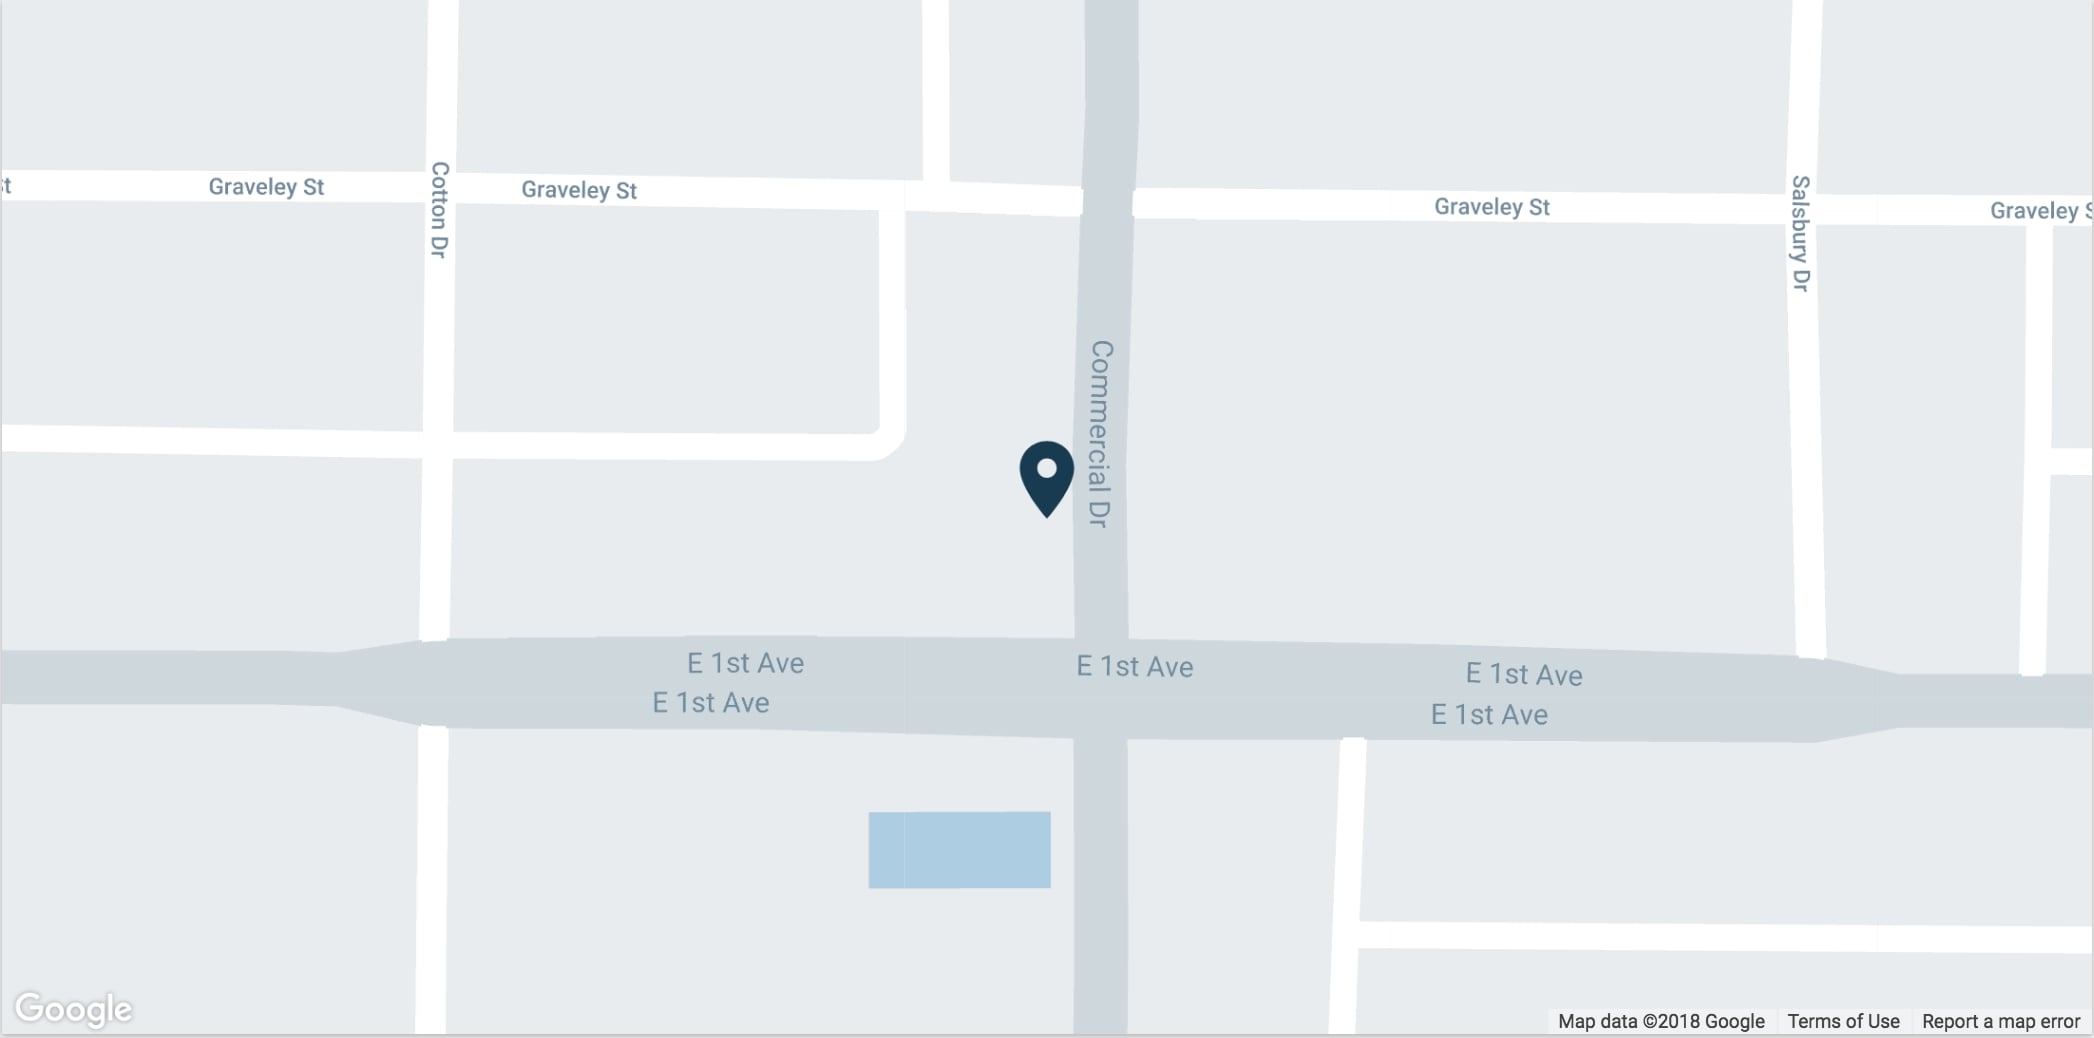 St
Graveley St
Cotton Dr
Graveley St
Graveley St
Salsbury Dr
Graveley S
Commercial Dr
E 1st Ave
E 1st Ave
E 1st Ave
E 1st Ave
E 1st Ave
Google
Map data ©2018 Google
Terms of Use
Report a map error